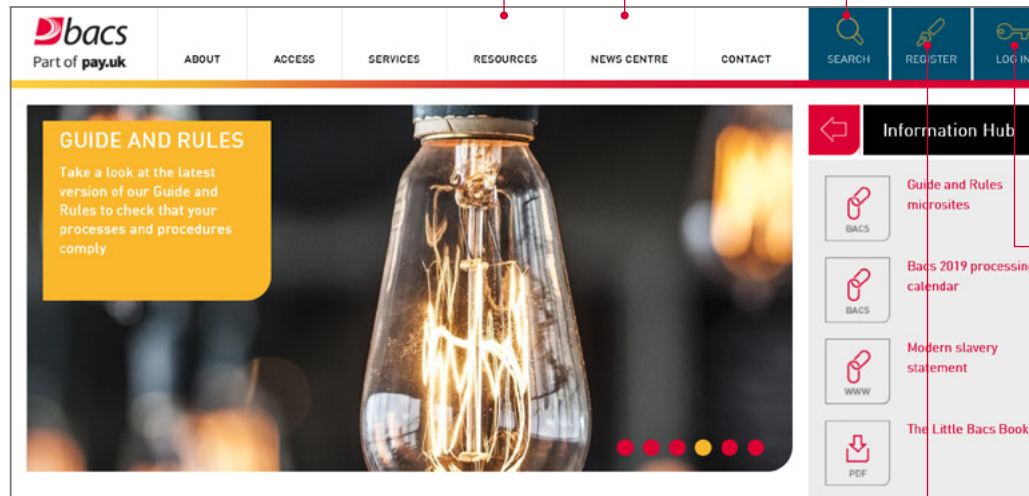 bacs
Part of pay.uk
ABOUT
ACCESS
SERVICES
RESOURCES
NEWS CENTRE
CONTACT
SEARCH
REGISTER
LOG IN
GUIDE AND RULES
Take a look at the latest
version of our Guide and
Rules to check that your
processes and procedures
comply
Information Hub
BACS
Guide and Rules
microsites
BACS
Bacs 2019 processing
calendar
WWW
Modern slavery
statement
PDF
The Little Bacs Book